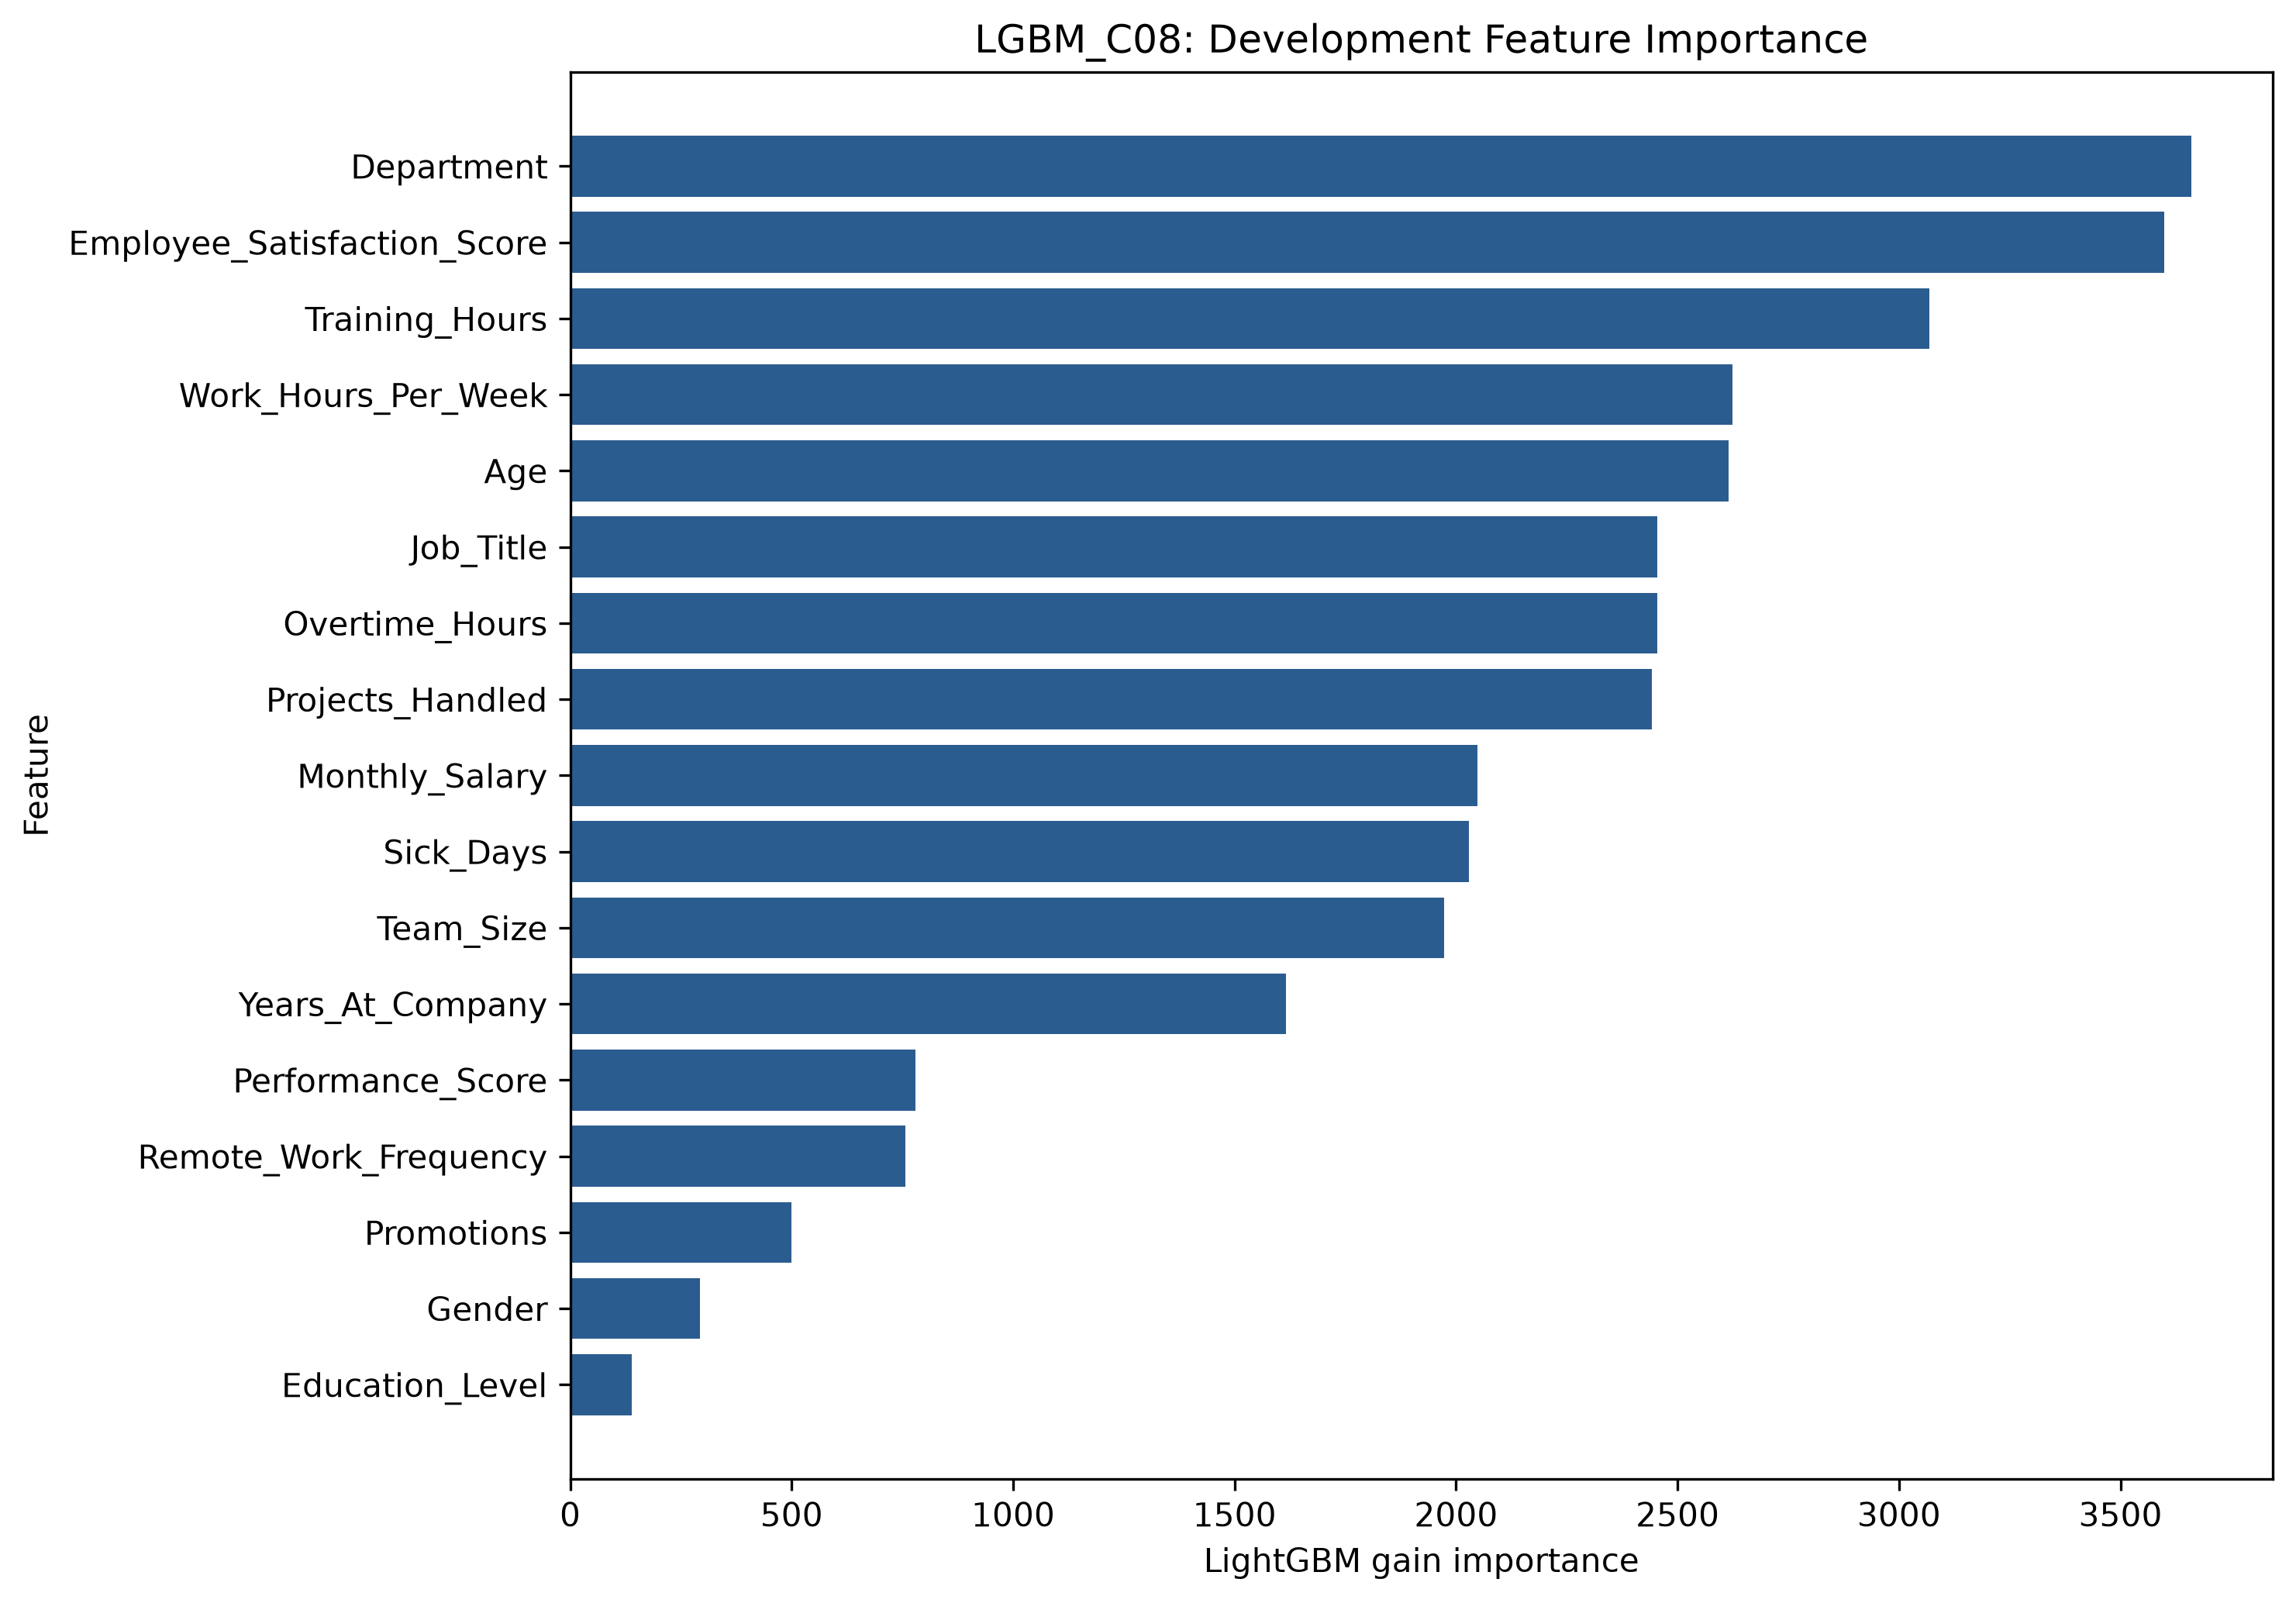 LGBM_C08: Development Feature Importance
Feature
Department
Employee_Satisfaction_Score
Training_Hours
Work_Hours_Per_Week
Age
Job_Title
Overtime_Hours
Projects_Handled
Monthly_Salary
Sick_Days
Team_Size
Years_At_Company
Performance_Score
Remote_Work_Frequency
Promotions
Gender
Education_Level
0 500 1000 1500 2000 2500 3000 3500
LightGBM gain importance